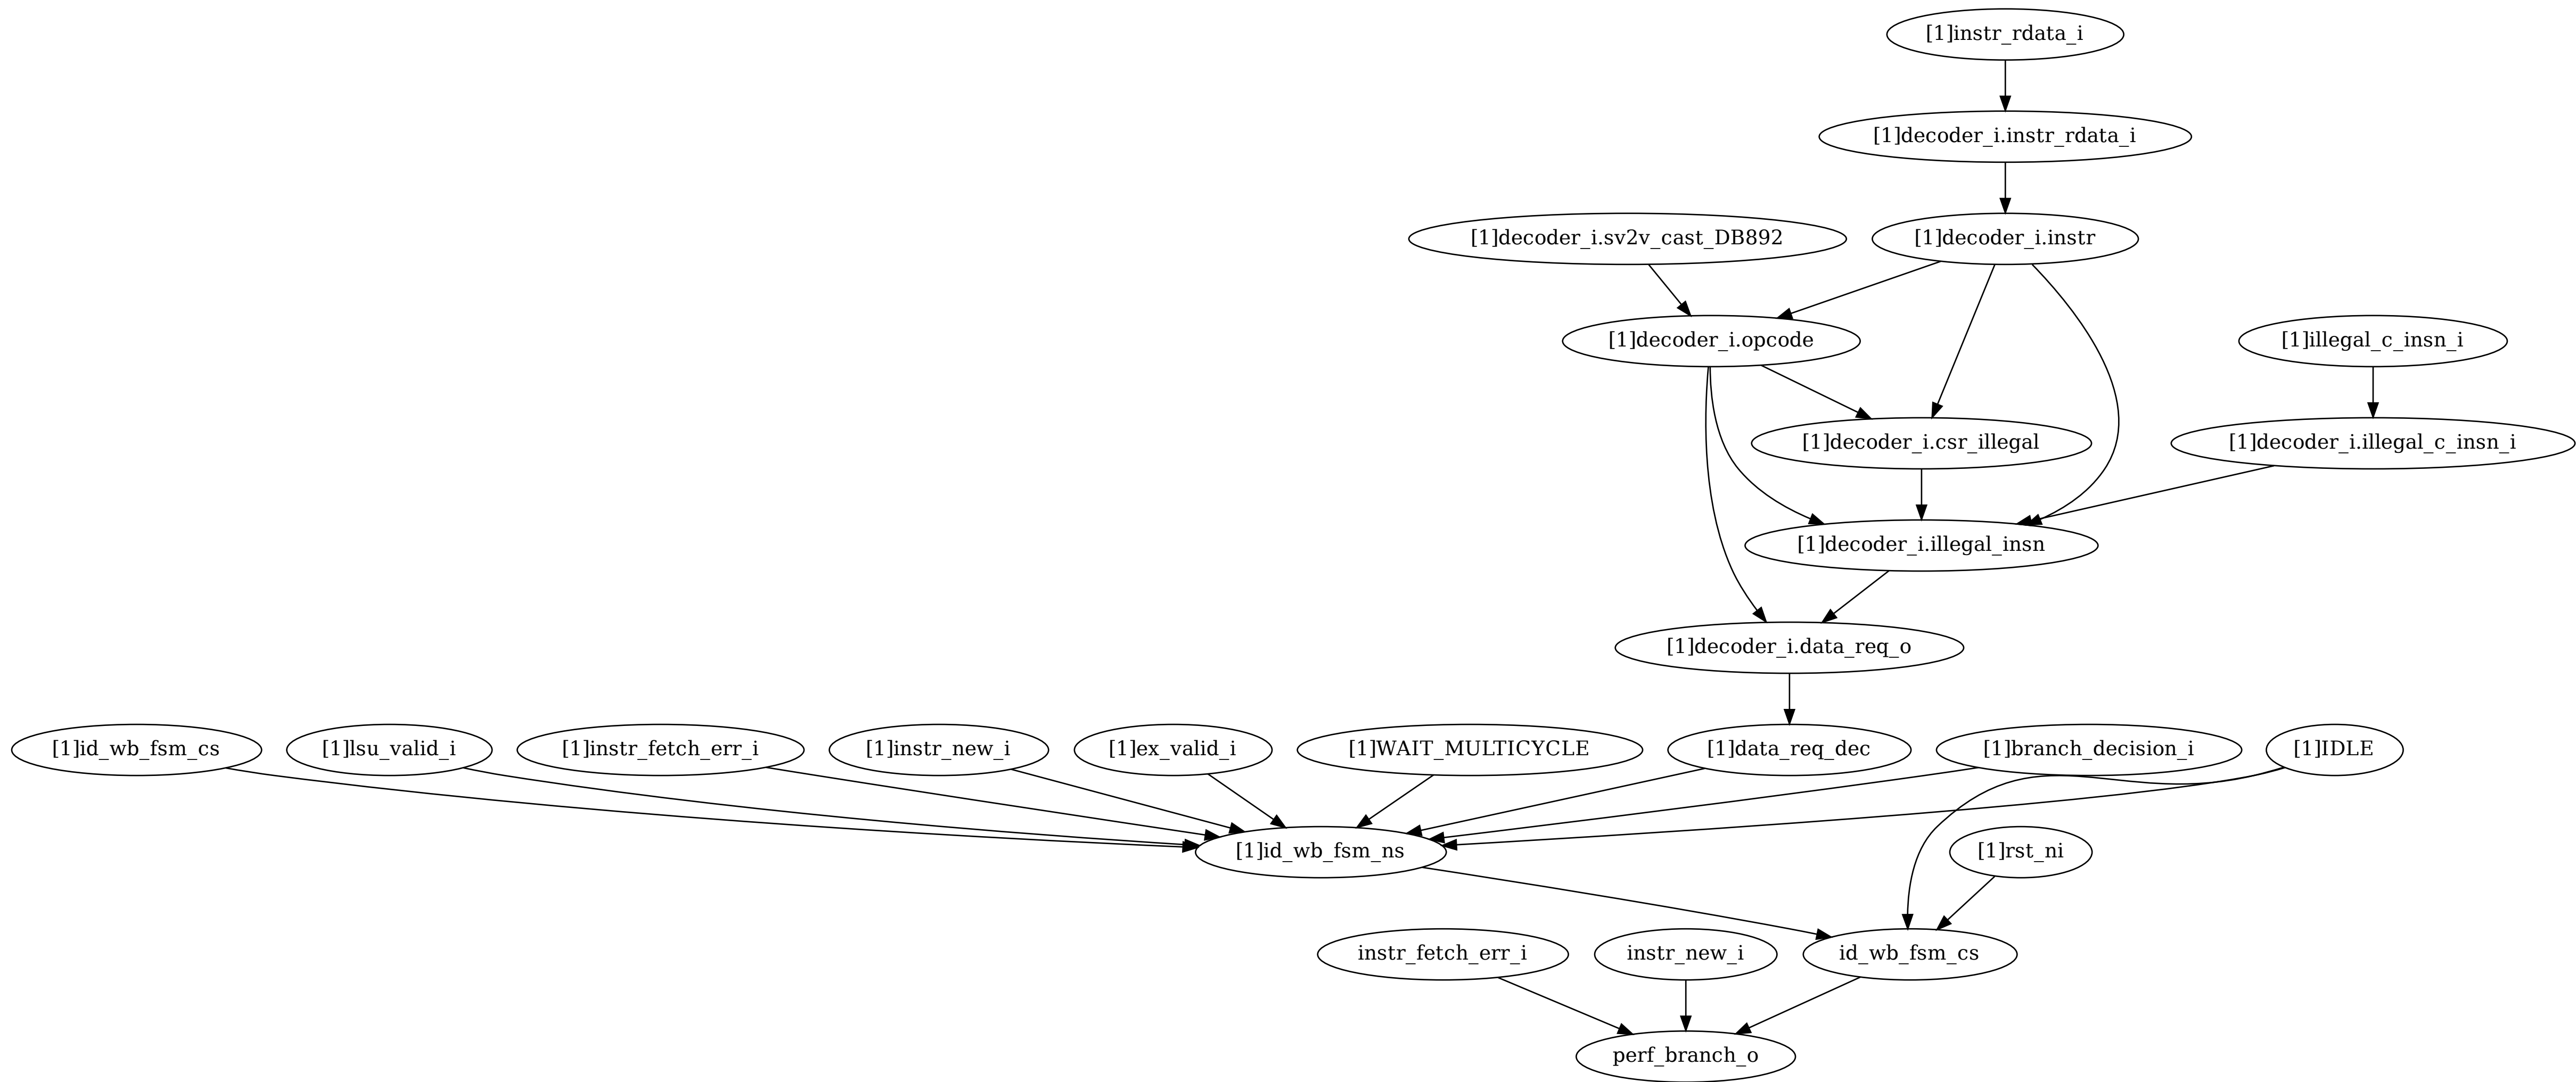 [1]instr_rdata_i
[1]decoder_i.instr_rdata_i
[1]decoder_i.sv2v_cast_DB892
[1]decoder_i.instr
[1]decoder_i.opcode
[1]illegal_c_insn_i
[1]decoder_i.csr_illegal
[1]decoder_i.illegal_c_insn_i
[1]decoder_i.illegal_insn
[1]decoder_i.data_req_o
[1]id_wb_fsm_cs
[1]lsu_valid_i
[1]instr_fetch_err_i
[1]instr_new_i
[1]ex_valid_i
[1]WAIT_MULTICYCLE
[1]data_req_dec
[1]branch_decision_i
[1]IDLE
[1]id_wb_fsm_ns
[1]rst_ni
instr_fetch_err_i
instr_new_i
id_wb_fsm_cs
perf_branch_o